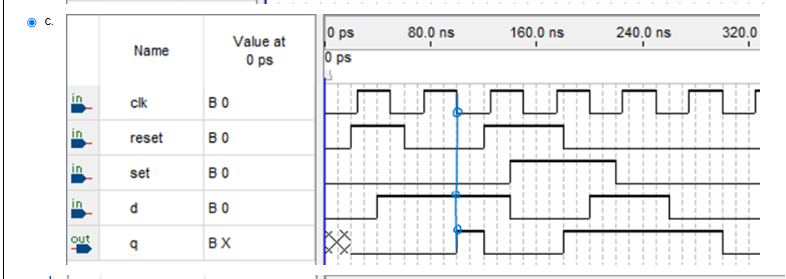 c.
Name
Value at
0 ps
0 ps 80.0 ns 160.0 ns 240.0 ns 320.0
0 ps
in clk B 0
in reset B 0
in set B 0
in d B 0
out q B X